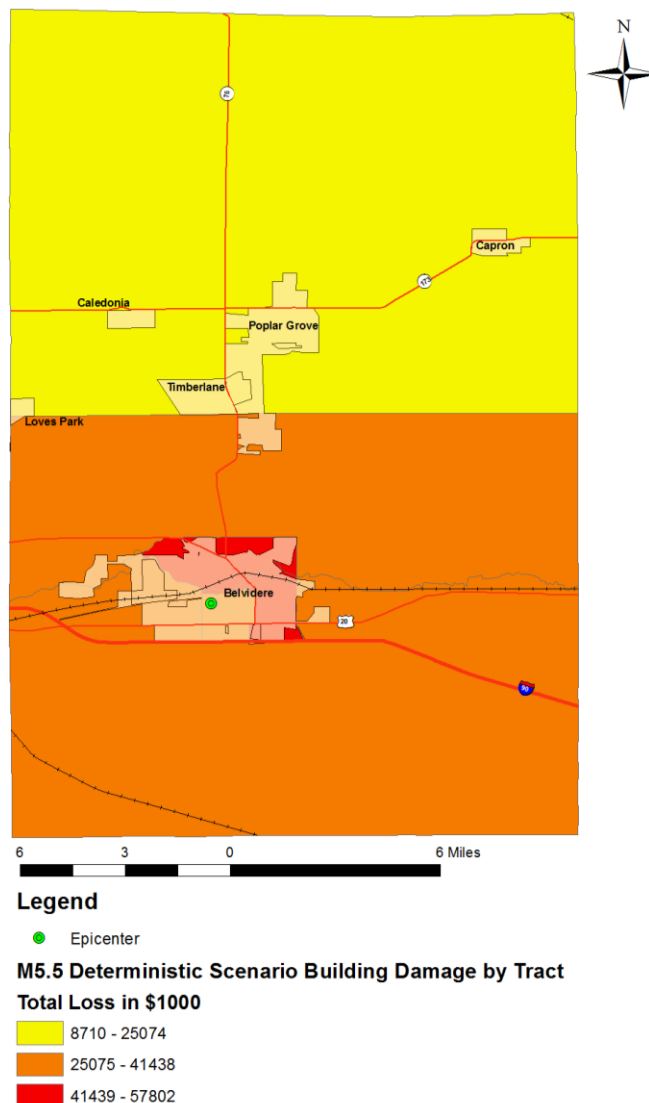 N
76
Capron
173
Caledonia
Poplar Grove
Timberlane
Loves Park
Belvidere
20
90
6 3 0 6 Miles
Legend
Epicenter
M5.5 Deterministic Scenario Building Damage by Tract
Total Loss in $1000
8710 - 25074
25075 - 41438
41439 - 57802